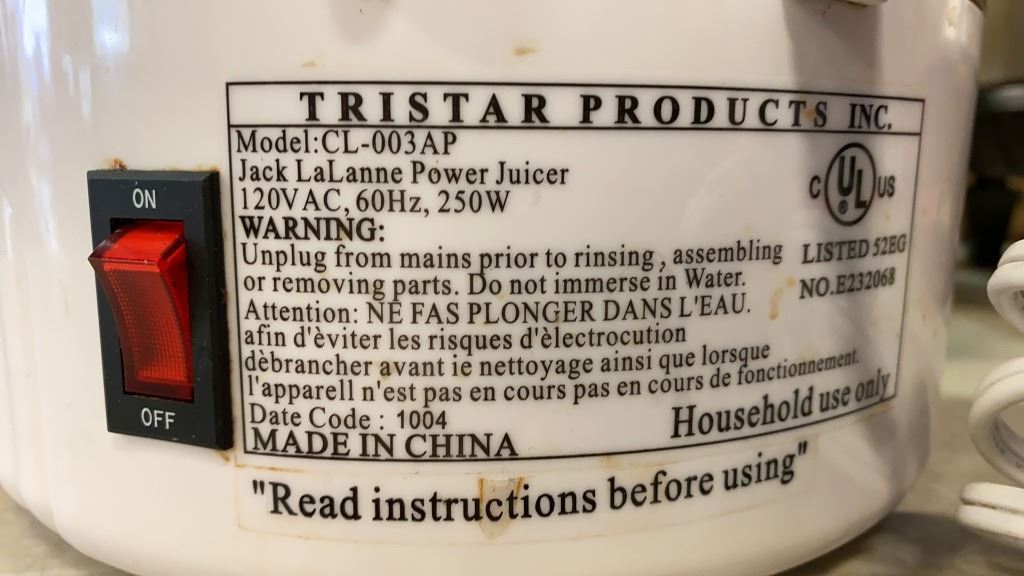 TRISTAR PRODUCTS INC.
Model:CL-003AP
Jack LaLanne Power Juicer
120VAC, 60Hz, 250W
C UL US
®
WARNING:
Unplug from mains prior to rinsing, assembling
or removing parts. Do not immerse in Water.
LISTED 52EG
NO.E232068
Attention: NE FAS PLONGER DANS L'EAU.
afin d'èviter les risques d'èlectrocution
dèbrancher avant ie nettoyage ainsi que lorsque
l'apparell n'est pas en cours pas en cours de fonctionnement.
Date Code : 1004
Household use only
MADE IN CHINA
"Read instructions before using"
ON
OFF